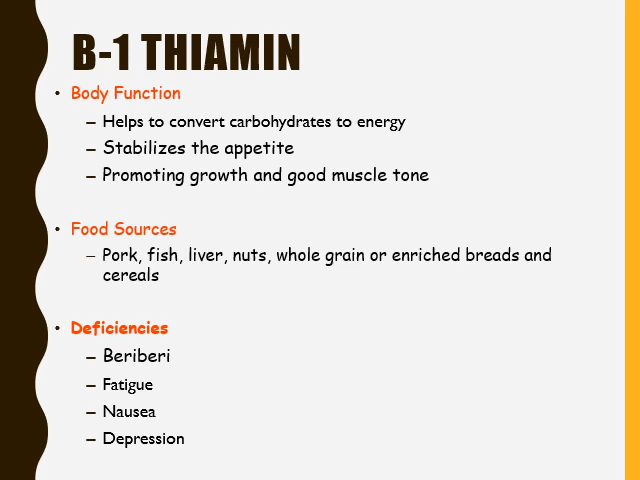 B-1 THIAMIN
• Body Function
– Helps to convert carbohydrates to energy
– Stabilizes the appetite
– Promoting growth and good muscle tone
• Food Sources
– Pork, fish, liver, nuts, whole grain or enriched breads and
cereals
• Deficiencies
– Beriberi
– Fatigue
– Nausea
– Depression